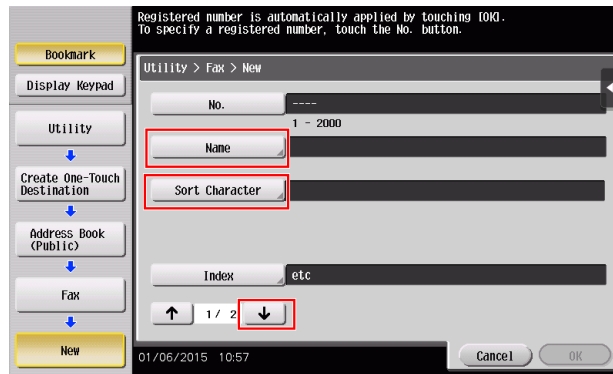 Registered number is automatically applied by touching [OK].
To specify a registered number, touch the No. button.
Bookmark
Display Keypad
Utility
Create One-Touch
Destination
Address Book
(Public)
Fax
New
Utility > Fax > New
No.
----
1 - 2000
Name
Sort Character
Index
etc
↑ 1/ 2 ↓
01/06/2015 10:57
Cancel
OK